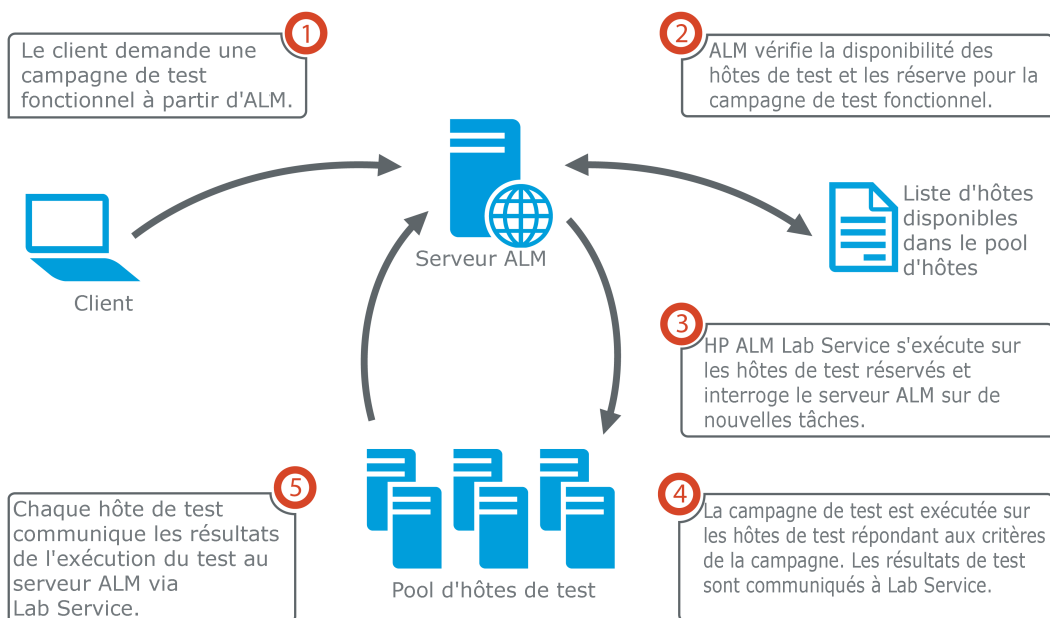 1
Le client demande une
campagne de test
fonctionnel à partir d'ALM.
2
ALM vérifie la disponibilité des
hôtes de test et les réserve pour la
campagne de test fonctionnel.
Client
Serveur ALM
Liste d'hôtes
disponibles
dans le pool
d'hôtes
3
HP ALM Lab Service s'exécute sur
les hôtes de test réservés et
interroge le serveur ALM sur de
nouvelles tâches.
4
La campagne de test est exécutée sur
les hôtes de test répondant aux critères
de la campagne. Les résultats de test
sont communiqués à Lab Service.
5
Chaque hôte de test
communique les résultats
de l'exécution du test au
serveur ALM via
Lab Service.
Pool d'hôtes de test